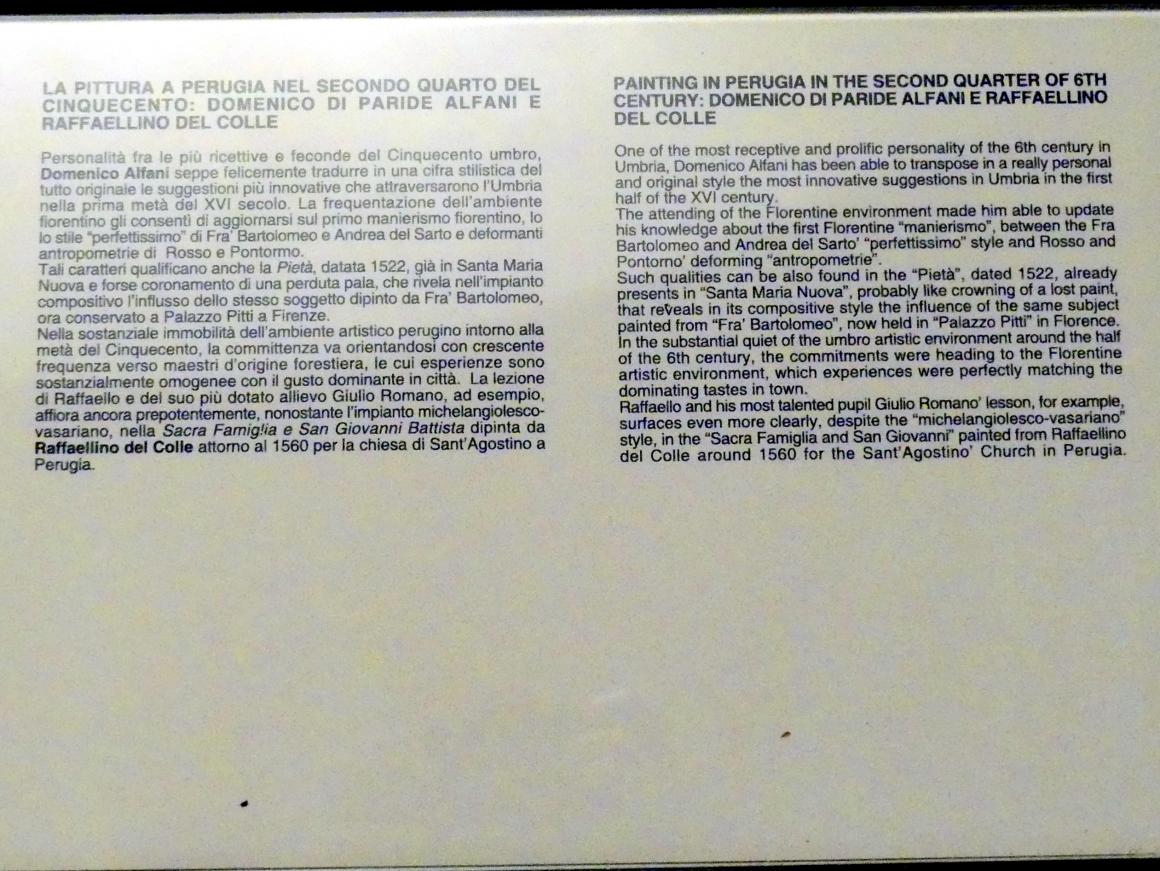 LA PITTURA A PERUGIA NEL SECONDO QUARTO DEL
CINQUECENTO: DOMENICO DI PARIDE ALFANI E
RAFFAELLINO DEL COLLE
Personalità fra le più ricettive e feconde del Cinquecento umbro,
Domenico Alfani seppe felicemente tradurre in una cifra stilistica del
tutto originale le suggestioni più innovative che attraversarono l'Umbria
nella prima metà del XVI secolo. La frequentazione dell'ambiente
fiorentino gli consentì di aggiornarsi sul primo manierismo fiorentino, lo
lo stile "perfettissimo" di Fra' Bartolomeo e Andrea del Sarto e deformanti
antropometrie di Rosso e Pontormo.
Tali caratteri qualificano anche la Pietà, datata 1522, già in Santa Maria
Nuova e forse coronamento di una perduta pala, che rivela nell'impianto
compositivo l'influsso dello stesso soggetto dipinto da Fra' Bartolomeo,
ora conservato a Palazzo Pitti a Firenze.
Nella sostanziale immobilità dell'ambiente artistico perugino intorno alla
metà del Cinquecento, la committenza va orientandosi con crescente
frequenza verso maestri d'origine forestiera, le cui esperienze sono
sostanzialmente omogenee con il gusto dominante in città. La lezione
di Raffaello e del suo più dotato allievo Giulio Romano, ad esempio,
affiora ancora prepotentemente, nonostante l'impianto michelangiolesco-
vasariano, nella Sacra Famiglia e San Giovanni Battista dipinta da
Raffaellino del Colle attorno al 1560 per la chiesa di Sant'Agostino a
Perugia.
PAINTING IN PERUGIA IN THE SECOND QUARTER OF 6TH
CENTURY: DOMENICO DI PARIDE ALFANI E RAFFAELLINO
DEL COLLE
One of the most receptive and prolific personality of the 6th century in
Umbria, Domenico Alfani has been able to transpose in a really personal
and original style the most innovative suggestions in Umbria in the first
half of the XVI century.
The attending of the Florentine environment made him able to update
his knowledge about the first Florentine "manierismo", between the Fra
Bartolomeo and Andrea del Sarto' "perfettissimo" style and Rosso and
Pontorno' deforming "antropometrie".
Such qualities can be also found in the "Pietà", dated 1522, already
presents in "Santa Maria Nuova", probably like crowning of a lost paint,
that reveals in its compositive style the influence of the same subject
painted from "Fra' Bartolomeo", now held in "Palazzo Pitti" in Florence.
In the substantial quiet of the umbro artistic environment around the half
of the 6th century, the commitments were heading to the Florentine
artistic environment, which experiences were perfectly matching the
dominating tastes in town.
Raffaello and his most talented pupil Giulio Romano' lesson, for example,
surfaces even more clearly, despite the "michelangiolesco-vasariano"
style, in the "Sacra Famiglia and San Giovanni" painted from Raffaellino
del Colle around 1560 for the Sant'Agostino' Church in Perugia.